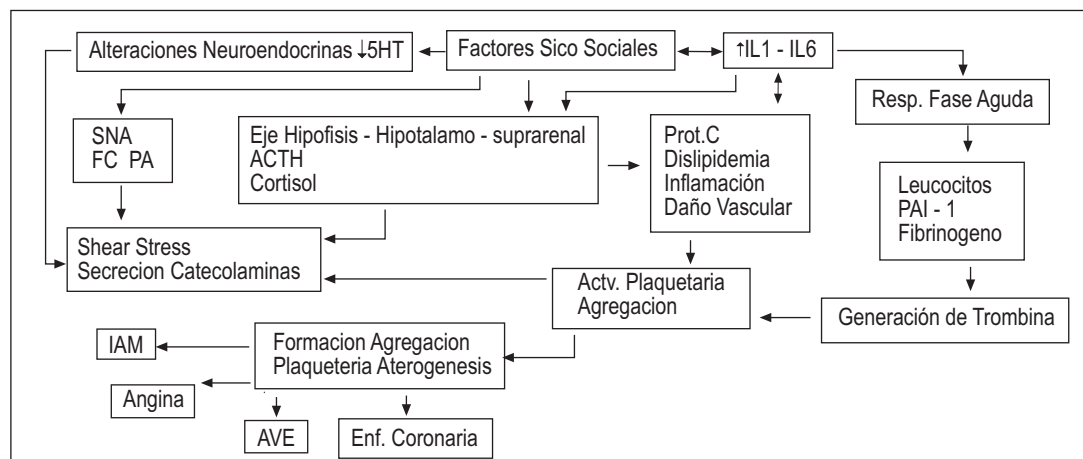 Alteraciones Neuroendocrinas ↓5HT
Factores Sico Sociales
↑IL1 - IL6
Resp. Fase Aguda
SNA
FC PA
Eje Hipofisis - Hipotalamo - suprarenal
ACTH
Cortisol
Prot.C
Dislipidemia
Inflamación
Daño Vascular
Leucocitos
PAI - 1
Fibrinogeno
Shear Stress
Secrecion Catecolaminas
Actv. Plaquetaria
Agregacion
Generación de Trombina
IAM
Formacion Agregacion
Plaqueteria Aterogenesis
Angina
AVE
Enf. Coronaria